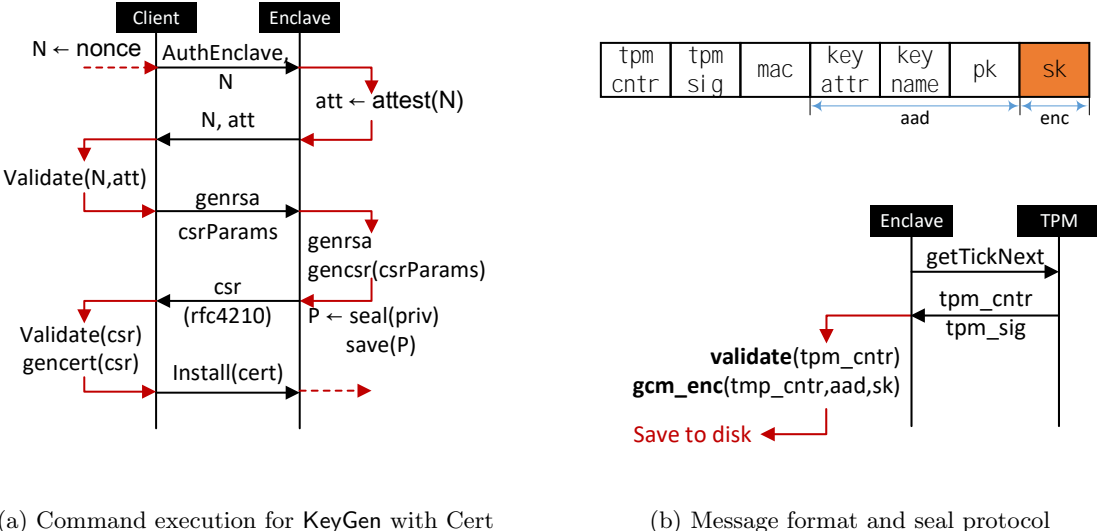 Client
Enclave
N ← nonce
AuthEnclave,
N
att ← attest(N)
N, att
Validate(N,att)
genrsa
csrParams
genrsa
gencsr(csrParams)
csr
(rfc4210)
P ← seal(priv)
save(P)
Validate(csr)
gencert(csr)
Install(cert)
(a) Command execution for KeyGen with Cert
tpm cntr
tpm sig
mac
key attr
key name
pk
sk
aad
enc
Enclave
TPM
getTickNext
tpm_cntr
tpm_sig
validate(tpm_cntr)
gcm_enc(tmp_cntr,aad,sk)
Save to disk
(b) Message format and seal protocol